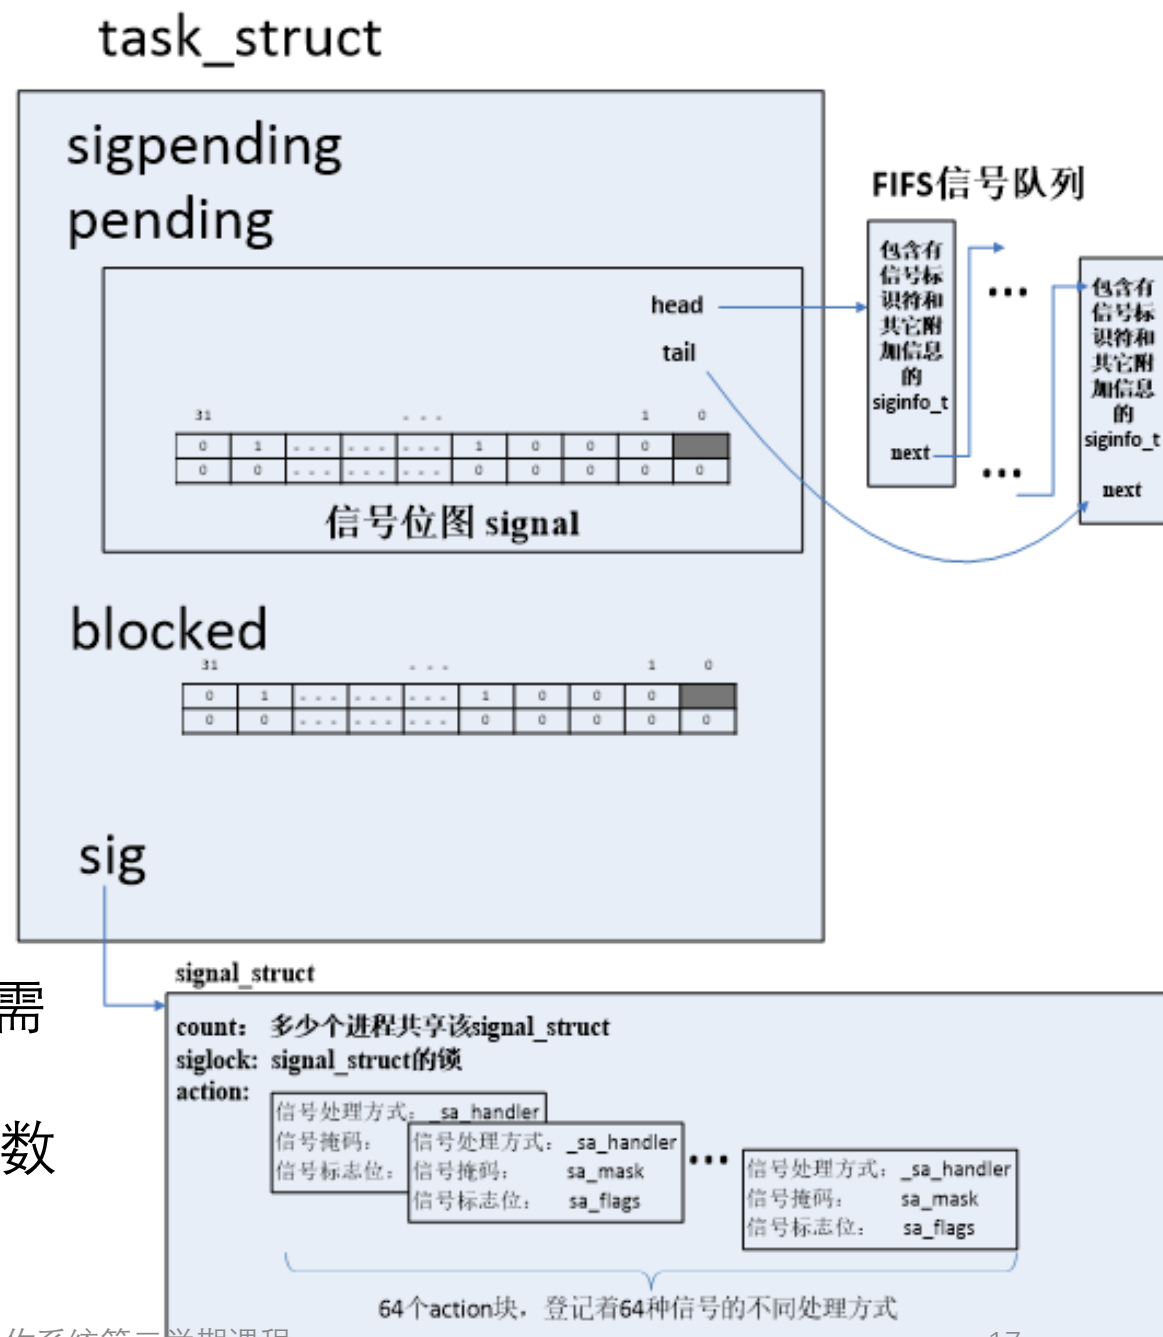 task_struct
sigpending
pending
head
tail
31 - - - 1 0
0 1 - - - - - - - - - 1 0 0 0
0 0 - - - - - - - - - 0 0 0 0 0
信号位图 signal
FIFS信号队列
包含有
信号标
识符和
其它附
加信息
的
siginfo_t
next
•••
•••
包含有
信号标
识符和
其它附
加信息
的
siginfo_t
next
blocked
31 - - - 1 0
0 1 - - - - - - - - - 1 0 0 0
0 0 - - - - - - - - - 0 0 0 0 0
sig
需
数
signal_struct
count: 多少个进程共享该signal_struct
siglock: signal_struct的锁
action:
信号处理方式: _sa_handler
信号掩码:
信号标志位:
信号处理方式: _sa_handler
信号掩码: sa_mask
信号标志位: sa_flags
•••
信号处理方式: _sa_handler
信号掩码: sa_mask
信号标志位: sa_flags
64个action块，登记着64种信号的不同处理方式